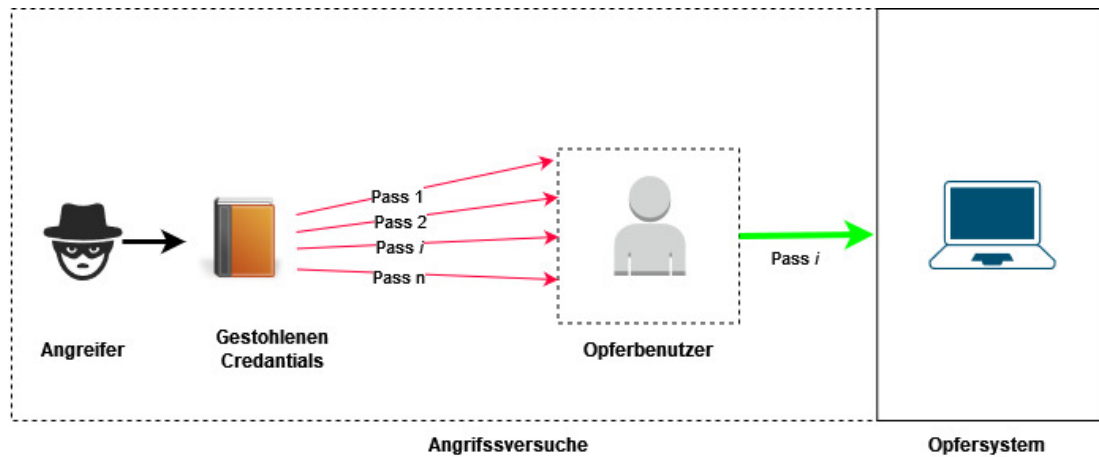 Pass 1
Pass 2
Pass i
Pass n
Pass i
Angreifer
Gestohlenen
Credantials
Opferbenutzer
Angrifssversuche
Opfersystem